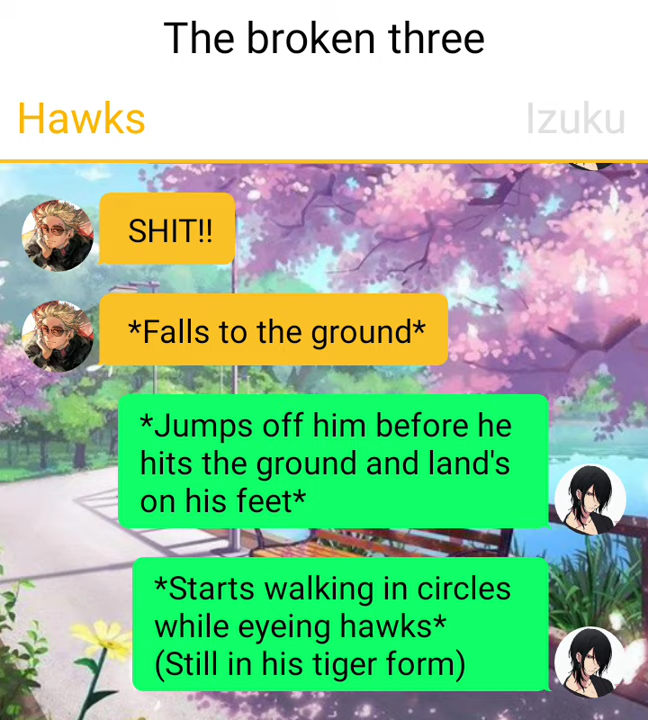 The broken three
Hawks
Izuku
SHIT!!
*Falls to the ground*
*Jumps off him before he
hits the ground and land's
on his feet*
*Starts walking in circles
while eyeing hawks*
(Still in his tiger form)